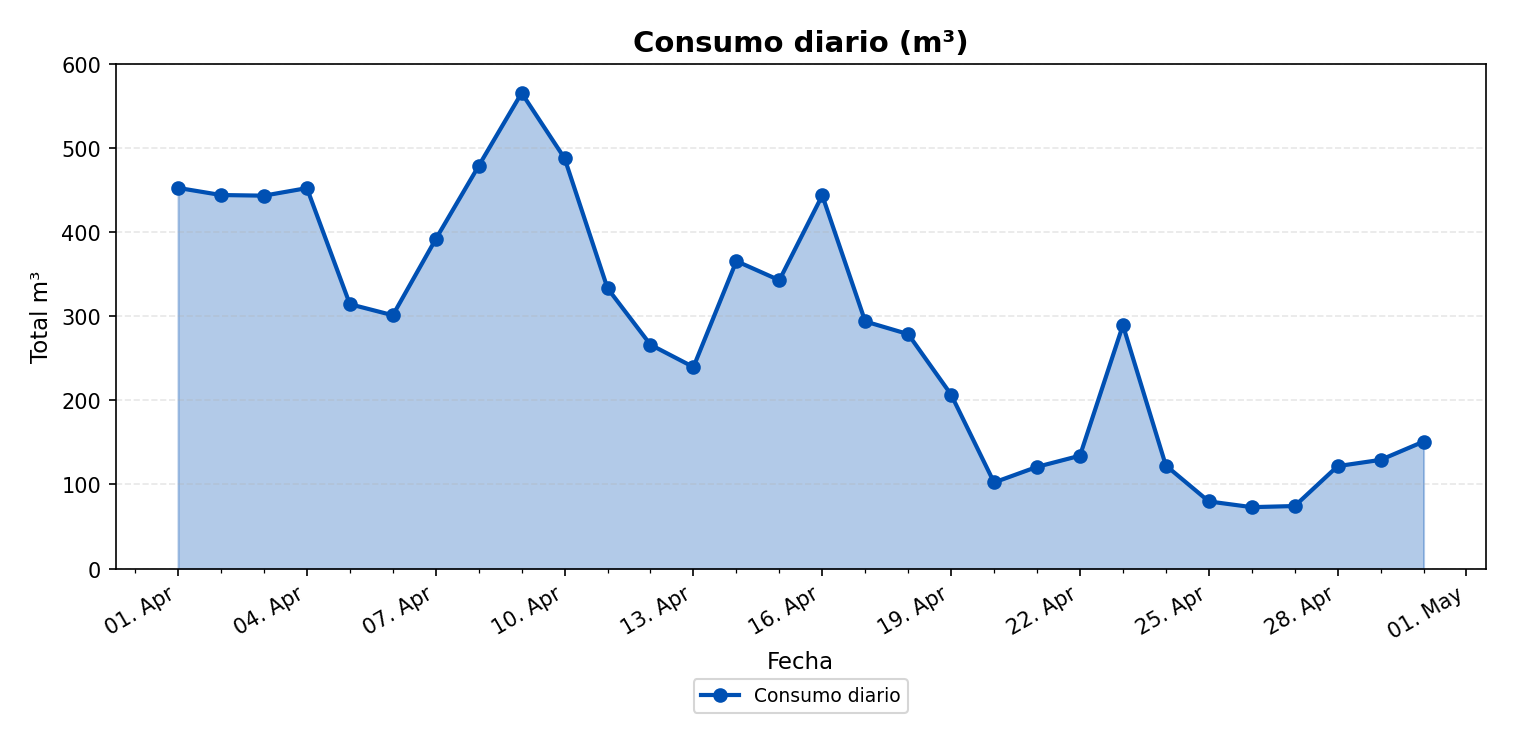 Consumo diario (m³)
600
500
400
300
200
100
0
Total m³
01. Apr
04. Apr
07. Apr
10. Apr
13. Apr
16. Apr
19. Apr
22. Apr
25. Apr
28. Apr
01. May
Fecha
Consumo diario